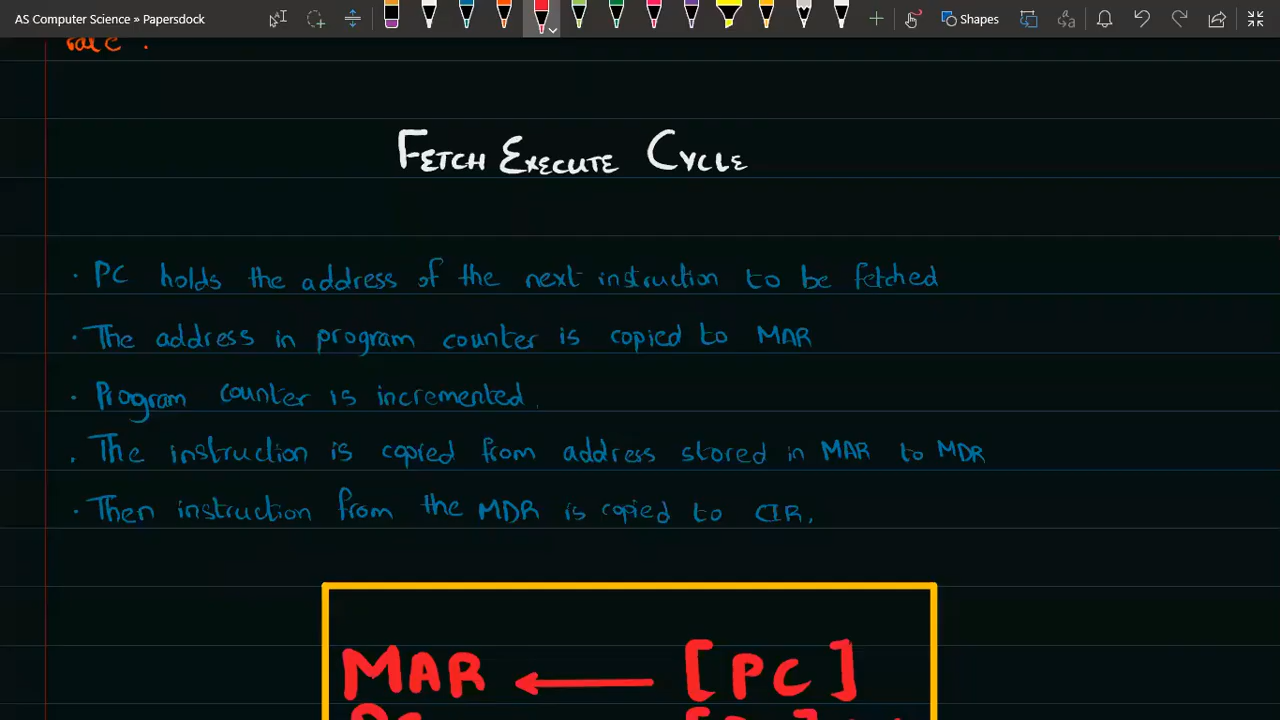 AS Computer Science » Papersdock
Shapes
rate .
FETCH EXECUTE CYCLE
· PC holds the address of the next instruction to be fetched
· The address in program counter is copied to MAR
· Program counter is incremented.
. The instruction is copied from address stored in MAR to MDR
· Then instruction from the MDR is copied to CIR.
MAR ← [PC]
PC